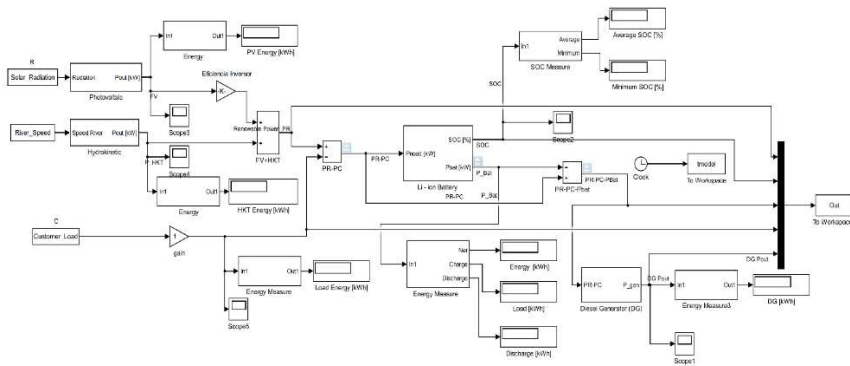 R
Solar Radiation
Radiation
Pout [kW]
Photovoltaic
FV
In1
Out1
Energy
PV Energy [kWh]
Eficiencia Inversor
-K-
Scope3
Renewable Power
PR
FV+HKT
River_Speed
Speed River
Pout [kW]
Hydrokinetic
P_HKT
Scope4
In1
Out1
Energy
HKT Energy [kWh]
C
Customer Load
1
gain
In1
Out1
Energy Measure
Load Energy [kWh]
Scope5
PR-PC
PR-PC
SOC [%]
Pbat [kW]
Li - ion Battery
SOC
SOC
P_Bat
P_Bat
PR-PC
In1
Average
Minimum
SOC Measure
Average SOC [%]
Minimum SOC [%]
Scope2
PR-PC-PBat
PR-PC-Pbat
Clock
tmodel
To Workspace
In1
Net
Charge
Discharge
Energy Measure
Energy [kWh]
Load [kWh]
Discharge [kWh]
PR-PC
P_gen
Diesel Generator (DG)
DG Pout
DG Pout
In1
Out1
Energy Measure3
DG [kWh]
Scope1
Out
To Workspace